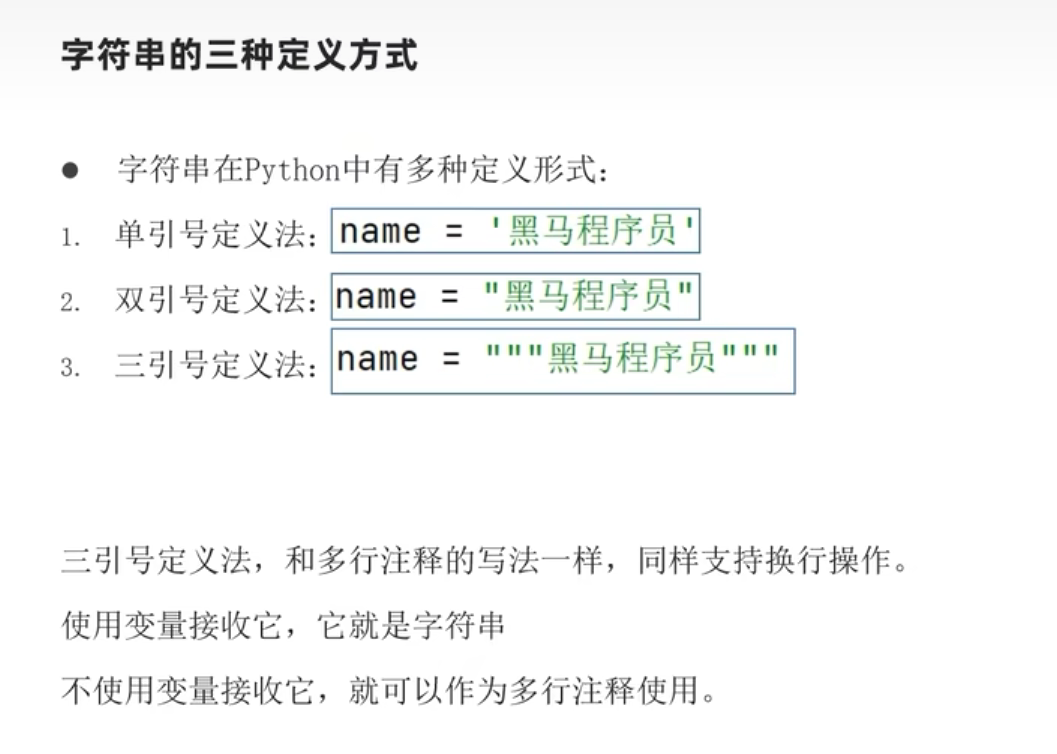 字符串的三种定义方式
● 字符串在Python中有多种定义形式：
1. 单引号定义法：name = '黑马程序员'
2. 双引号定义法：name = "黑马程序员"
3. 三引号定义法：name = """黑马程序员"""
三引号定义法，和多行注释的写法一样，同样支持换行操作。
使用变量接收它，它就是字符串
不使用变量接收它，就可以作为多行注释使用。